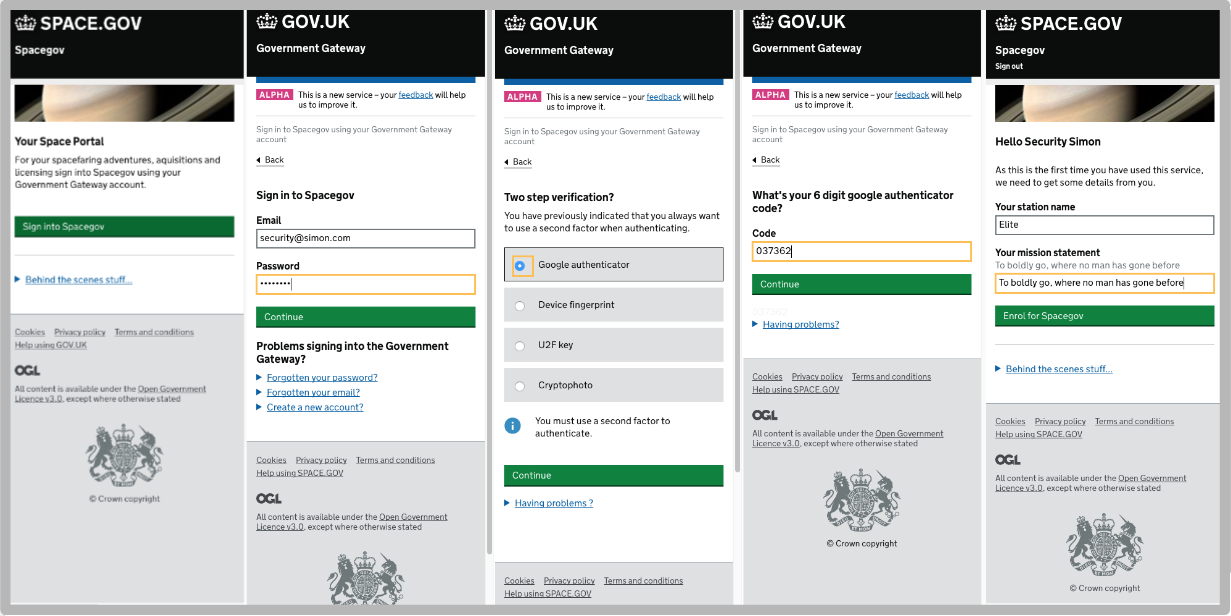 SPACE.GOV
Spacegov
Your Space Portal
For your spacefaring adventures, aquisitions and
licensing sign into Spacegov using your
Government Gateway account.
Sign into Spacegov
Behind the scenes stuff...
Cookies Privacy policy Terms and conditions
Help using GOV.UK
OGL
All content is available under the Open Government
Licence v3.0, except where otherwise stated
© Crown copyright
GOV.UK
Government Gateway
ALPHA This is a new service – your feedback will help
us to improve it.
Sign in to Spacegov using your Government Gateway
account
Back
Sign in to Spacegov
Email
security@simon.com
Password
••••••••
Continue
Problems signing into the Government
Gateway?
Forgotten your password?
Forgotten your email?
Create a new account?
Cookies Privacy policy Terms and conditions
Help using SPACE.GOV
OGL
All content is available under the Open Government
Licence v3.0, except where otherwise stated
GOV.UK
Government Gateway
ALPHA This is a new service – your feedback will help
us to improve it.
Sign in to Spacegov using your Government Gateway
account
Back
Two step verification?
You have previously indicated that you always want
to use a second factor when authenticating.
Google authenticator
Device fingerprint
U2F key
Cryptophoto
You must use a second factor to
authenticate.
Continue
Having problems ?
Cookies Privacy policy Terms and conditions
Help using SPACE.GOV
GOV.UK
Government Gateway
ALPHA This is a new service – your feedback will help
us to improve it.
Sign in to Spacegov using your Government Gateway
account
Back
What's your 6 digit google authenticator
code?
Code
037362
Continue
Having problems?
Cookies Privacy policy Terms and conditions
Help using SPACE.GOV
OGL
All content is available under the Open Government
Licence v3.0, except where otherwise stated
© Crown copyright
SPACE.GOV
Spacegov
Sign out
Hello Security Simon
As this is the first time you have used this service,
we need to get some details from you.
Your station name
Elite
Your mission statement
To boldly go, where no man has gone before
To boldly go, where no man has gone before
Enrol for Spacegov
Behind the scenes stuff...
Cookies Privacy policy Terms and conditions
Help using SPACE.GOV
OGL
All content is available under the Open Government
Licence v3.0, except where otherwise stated
© Crown copyright